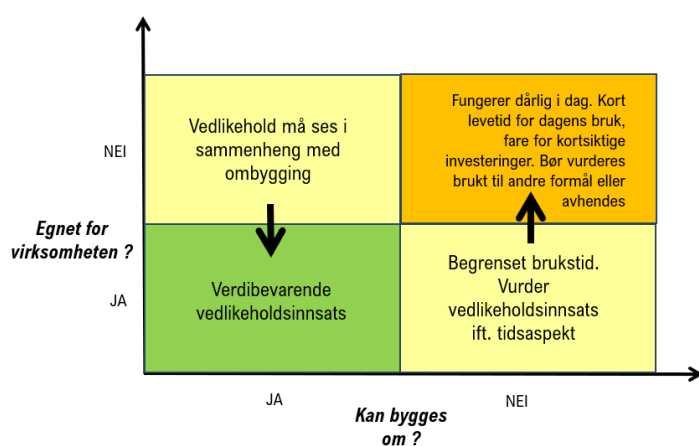 Vedlikehold må ses i
sammenheng med
ombygging
Fungerer dårlig i dag. Kort
levetid for dagens bruk,
fare for kortsiktige
investeringer. Bør vurderes
brukt til andre formål eller
avhendes
NEI
Egnet for
virksomheten ?
JA
Verdibevarende
vedlikeholdsinnsats
Begrenset brukstid.
Vurder
vedlikeholdsinnsats
ift. tidsaspekt
JA
NEI
Kan bygges
om ?